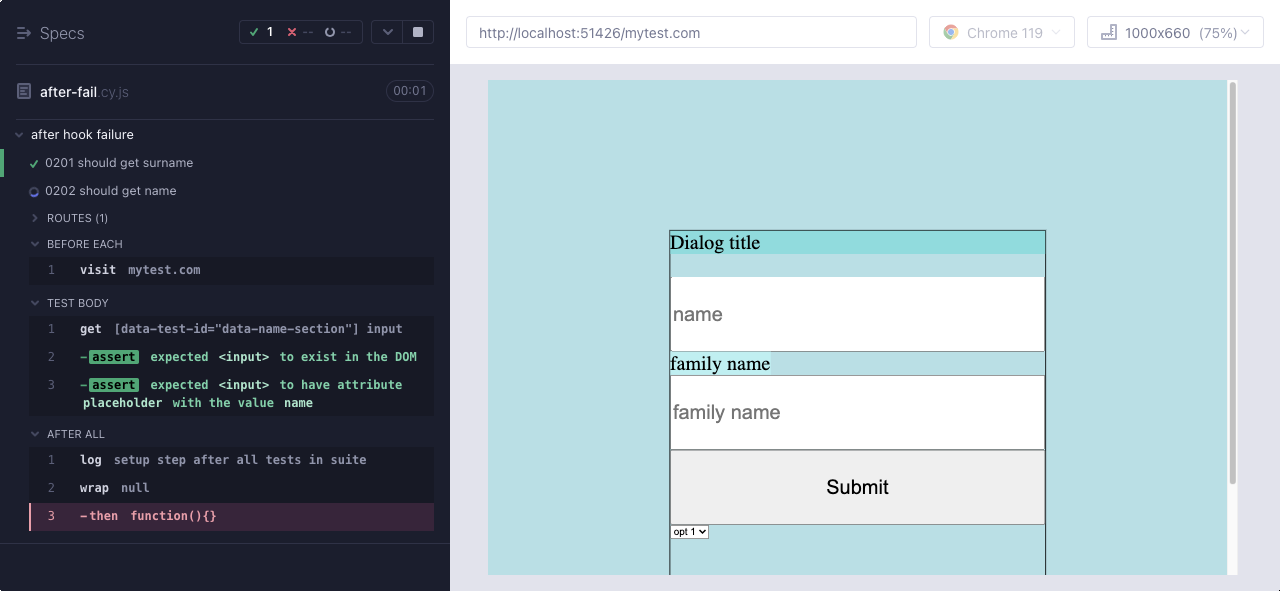 Specs
1 -- --
after-fail.cy.js 00:01
after hook failure
0201 should get surname
0202 should get name
ROUTES (1)
BEFORE EACH
1 visit mytest.com
TEST BODY
1 get [data-test-id="data-name-section"] input
2 -assert expected <input> to exist in the DOM
3 -assert expected <input> to have attribute
placeholder with the value name
AFTER ALL
1 log setup step after all tests in suite
2 wrap null
3 -then function(){}
http://localhost:51426/mytest.com
Chrome 119
1000x660 (75%)
Dialog title
name
family name
family name
Submit
opt 1